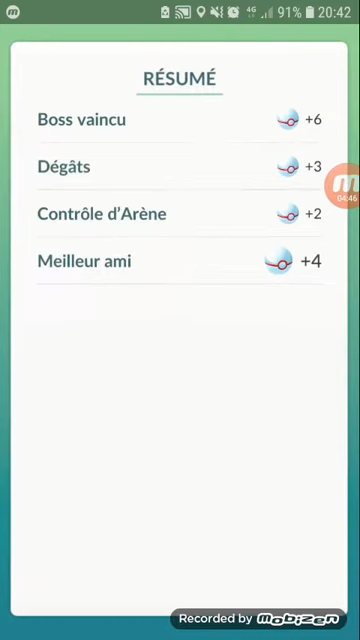 4G 91% 20:42
RÉSUMÉ
Boss vaincu +6
Dégâts +3
Contrôle d'Arène +2
04:46
Meilleur ami +4
Recorded by mobizen